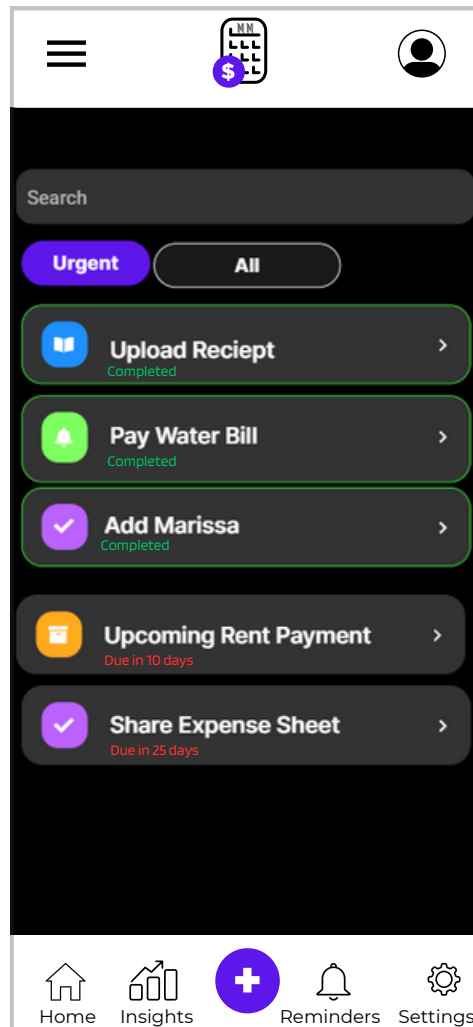 MM
$
Search
Urgent All
Upload Reciept
Completed
Pay Water Bill
Completed
Add Marissa
Completed
Upcoming Rent Payment
Due in 10 days
Share Expense Sheet
Due in 25 days
Home Insights Reminders Settings